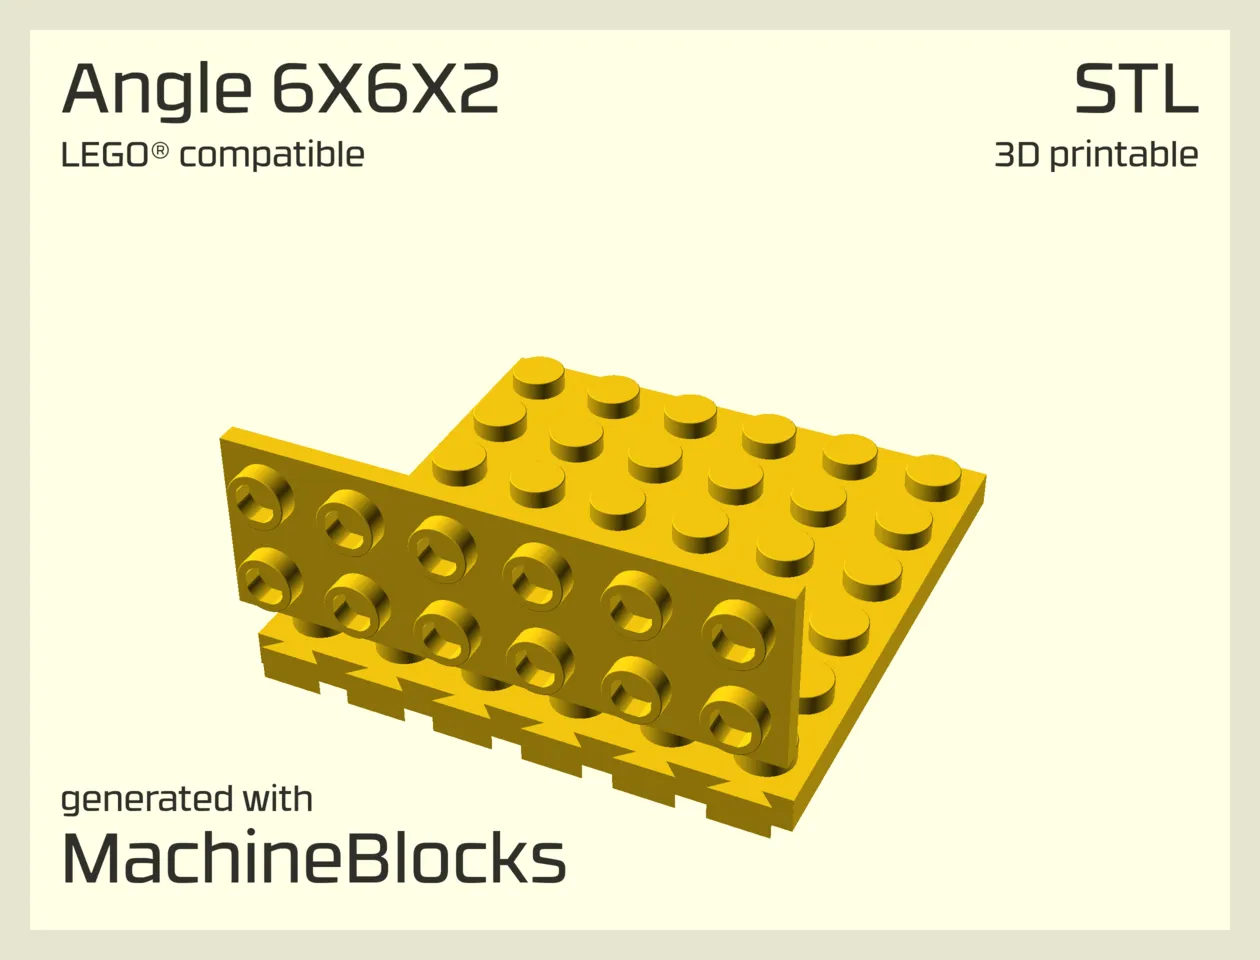 Angle 6X6X2
STL
LEGO® compatible
3D printable
generated with
MachineBlocks